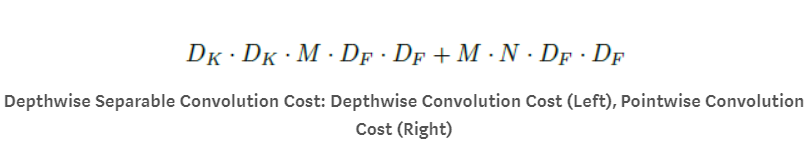 D_K · D_K · M · D_F · D_F + M · N · D_F · D_F
Depthwise Separable Convolution Cost: Depthwise Convolution Cost (Left), Pointwise Convolution
Cost (Right)